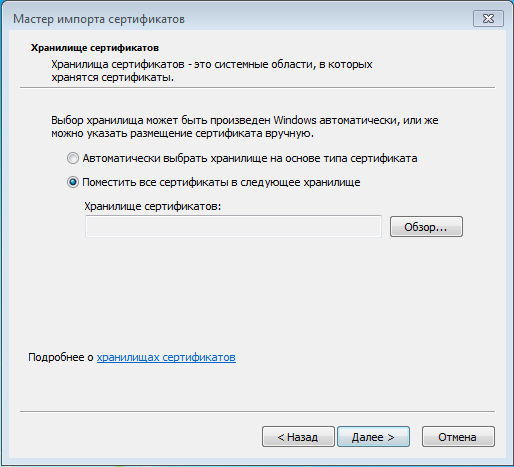 Мастер импорта сертификатов
Хранилище сертификатов
Хранилища сертификатов - это системные области, в которых
хранятся сертификаты.
Выбор хранилища может быть произведен Windows автоматически, или же
можно указать размещение сертификата вручную.
Автоматически выбрать хранилище на основе типа сертификата
Поместить все сертификаты в следующее хранилище
Хранилище сертификатов:
Обзор...
Подробнее о хранилищах сертификатов
< Назад
Далее >
Отмена